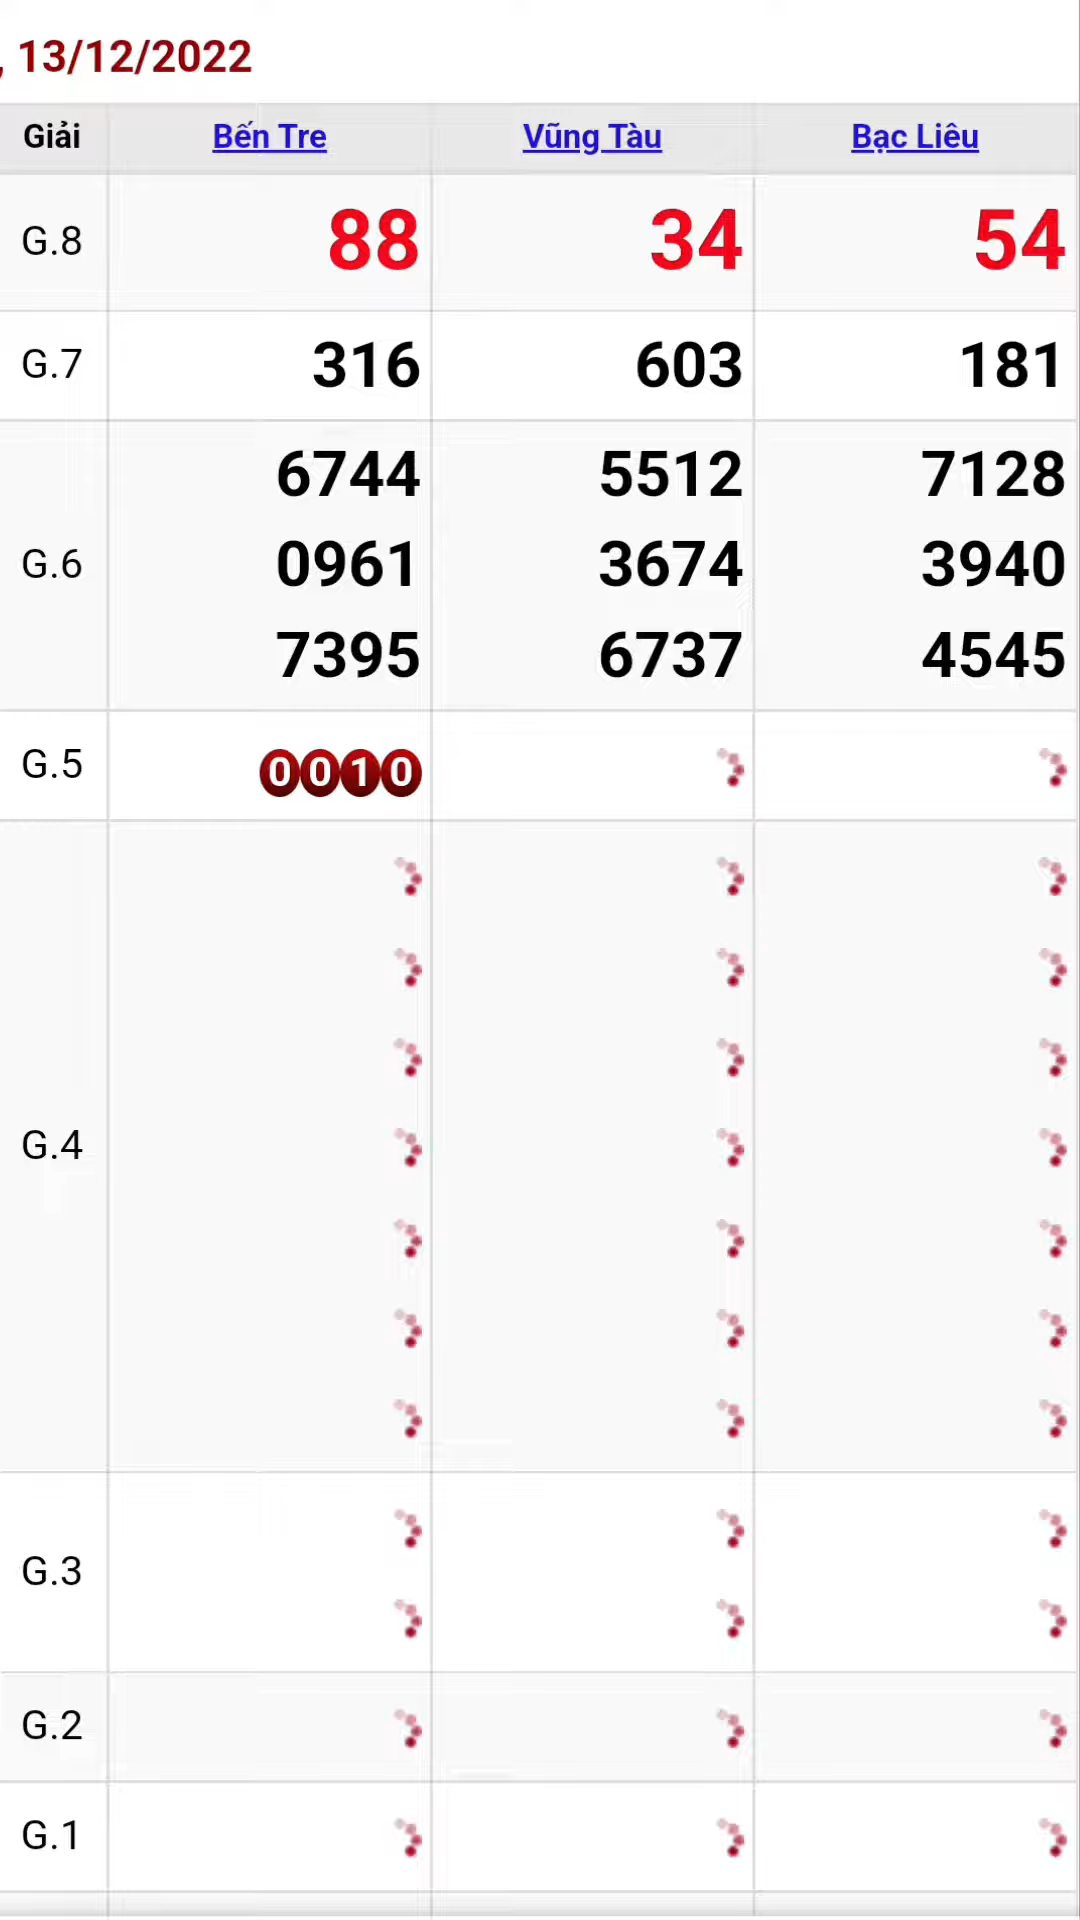 , 13/12/2022
Giải Bến Tre Vũng Tàu Bạc Liêu
G.8 88 34 54
G.7 316 603 181
6744 5512 7128
G.6 0961 3674 3940
7395 6737 4545
G.5 0010
G.4
G.3
G.2
G.1